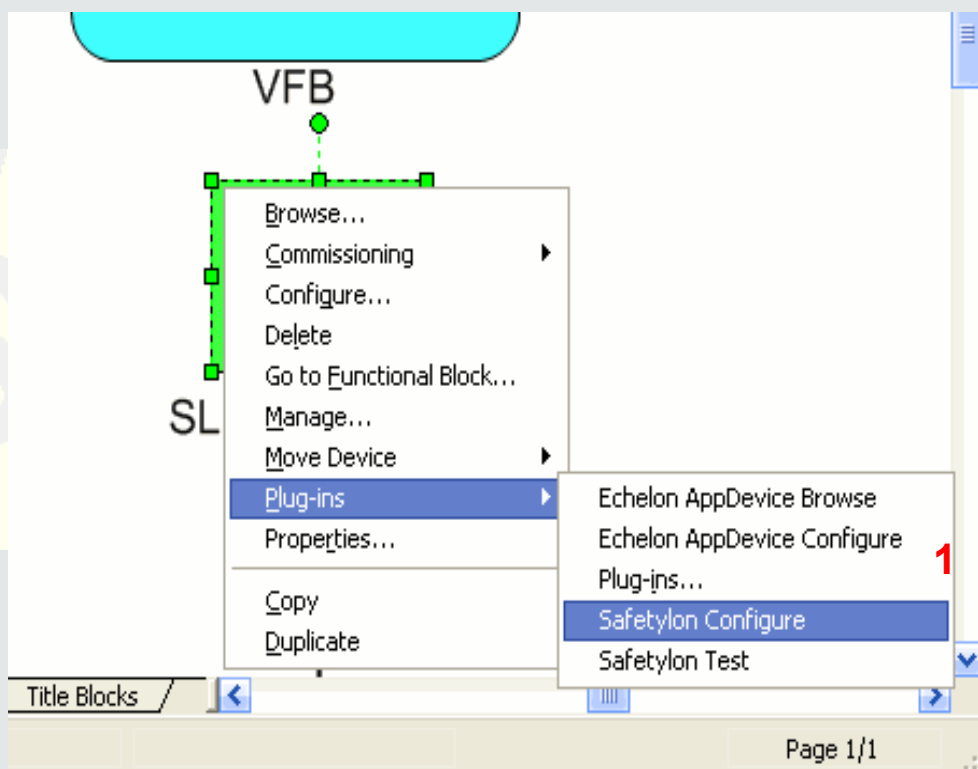 VFB
Browse...
Commissioning
Configure...
Delete
Go to Functional Block...
SL
Manage...
Move Device
Plug-ins
Properties...
Copy
Duplicate
Echelon AppDevice Browse
Echelon AppDevice Configure
1
Plug-ins...
Safetylon Configure
Safetylon Test
Title Blocks
Page 1/1